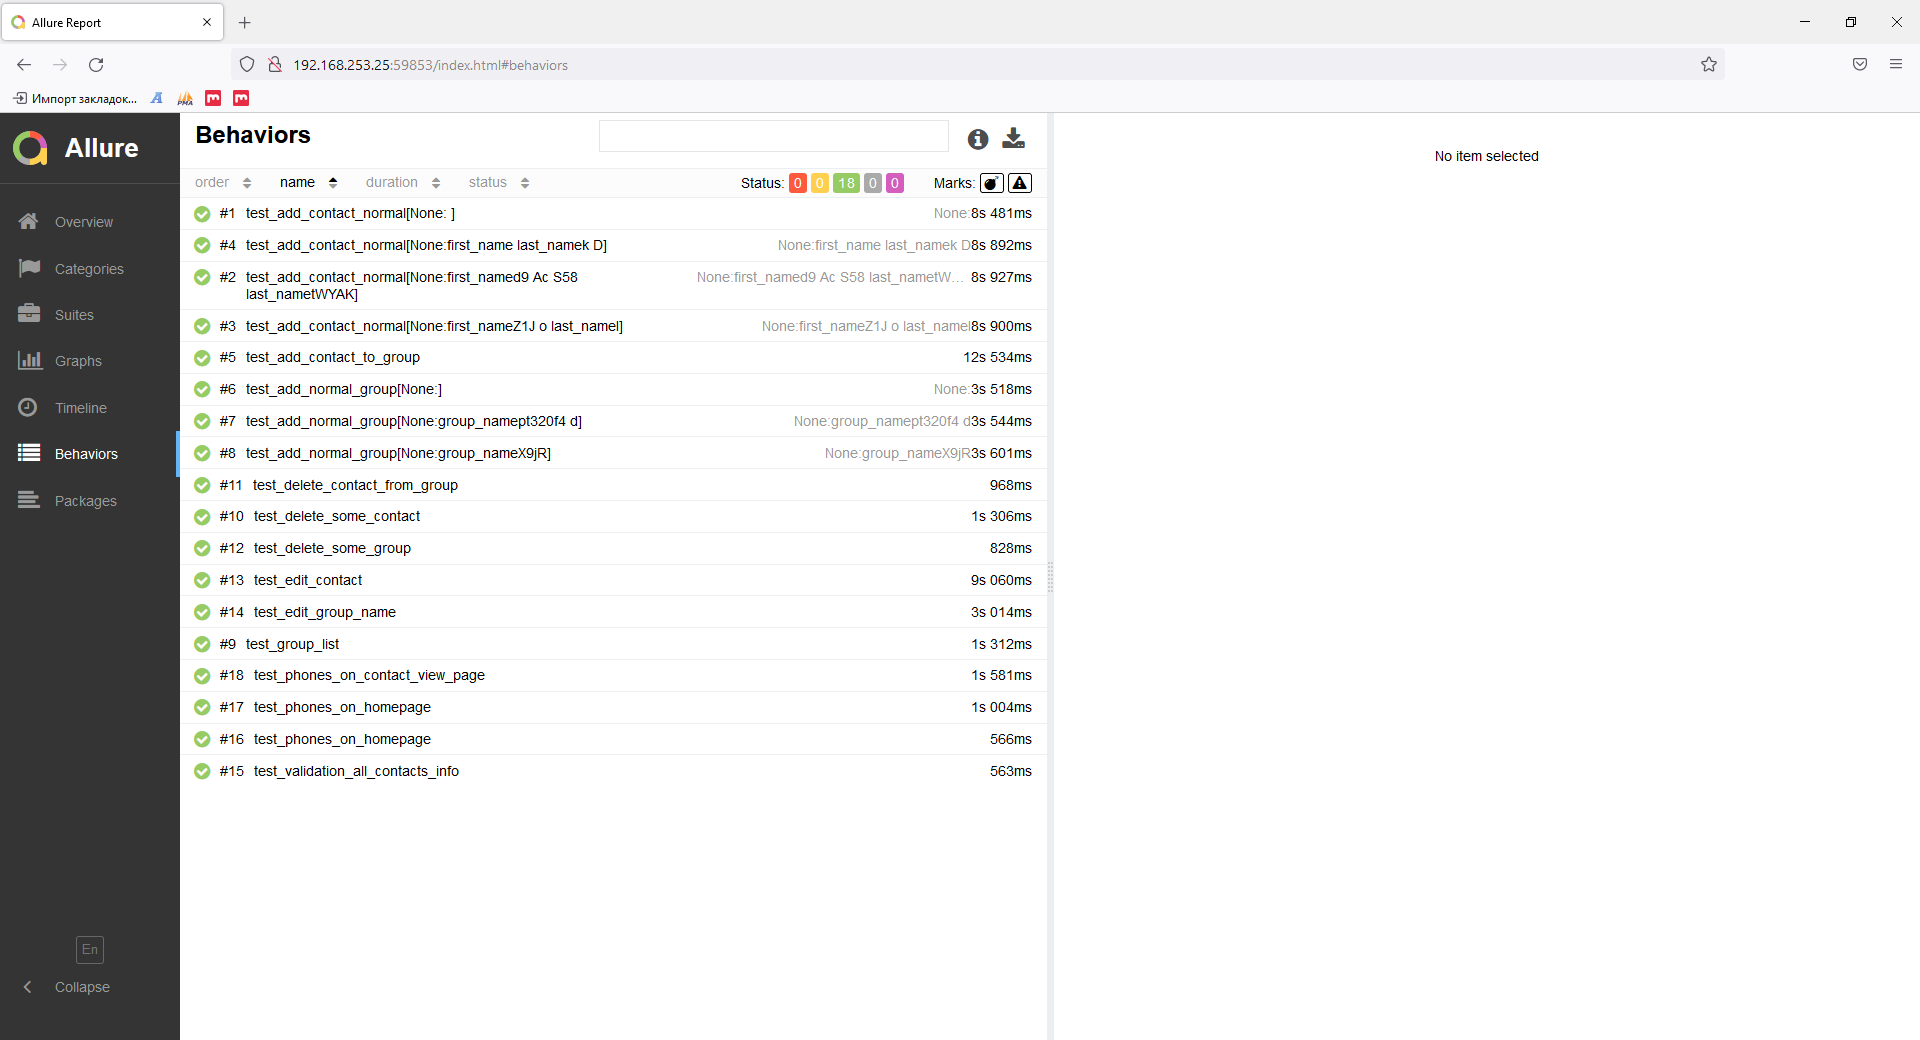 Allure Report
192.168.253.25:59853/index.html#behaviors
Импорт закладок...
A
PMA
m
m
Allure
Overview
Categories
Suites
Graphs
Timeline
Behaviors
Packages
En
Collapse
Behaviors
order name duration status Status: 0 0 18 0 0 Marks:
#1 test_add_contact_normal[None: ] None: 8s 481ms
#4 test_add_contact_normal[None:first_name last_namek D] None:first_name last_namek D 8s 892ms
#2 test_add_contact_normal[None:first_named9 Ac S58 None:first_named9 Ac S58 last_nametW... 8s 927ms
last_nametWYAK]
#3 test_add_contact_normal[None:first_nameZ1J o last_namel] None:first_nameZ1J o last_namel 8s 900ms
#5 test_add_contact_to_group 12s 534ms
#6 test_add_normal_group[None:] None: 3s 518ms
#7 test_add_normal_group[None:group_namept320f4 d] None:group_namept320f4 d 3s 544ms
#8 test_add_normal_group[None:group_nameX9jR] None:group_nameX9jR 3s 601ms
#11 test_delete_contact_from_group 968ms
#10 test_delete_some_contact 1s 306ms
#12 test_delete_some_group 828ms
#13 test_edit_contact 9s 060ms
#14 test_edit_group_name 3s 014ms
#9 test_group_list 1s 312ms
#18 test_phones_on_contact_view_page 1s 581ms
#17 test_phones_on_homepage 1s 004ms
#16 test_phones_on_homepage 566ms
#15 test_validation_all_contacts_info 563ms
No item selected